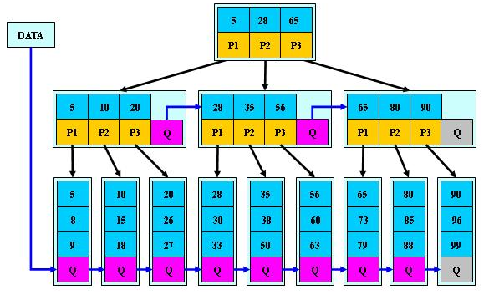 5 28 65
DATA
P1 P2 P3
5 10 20
28 35 56
65 80 90
P1 P2 P3 Q
P1 P2 P3 Q
P1 P2 P3 Q
5 10 20 28 35 56 65 80 90
8 15 26 30 38 60 73 85 96
9 18 27 33 50 63 79 88 99
Q Q Q Q Q Q Q Q Q